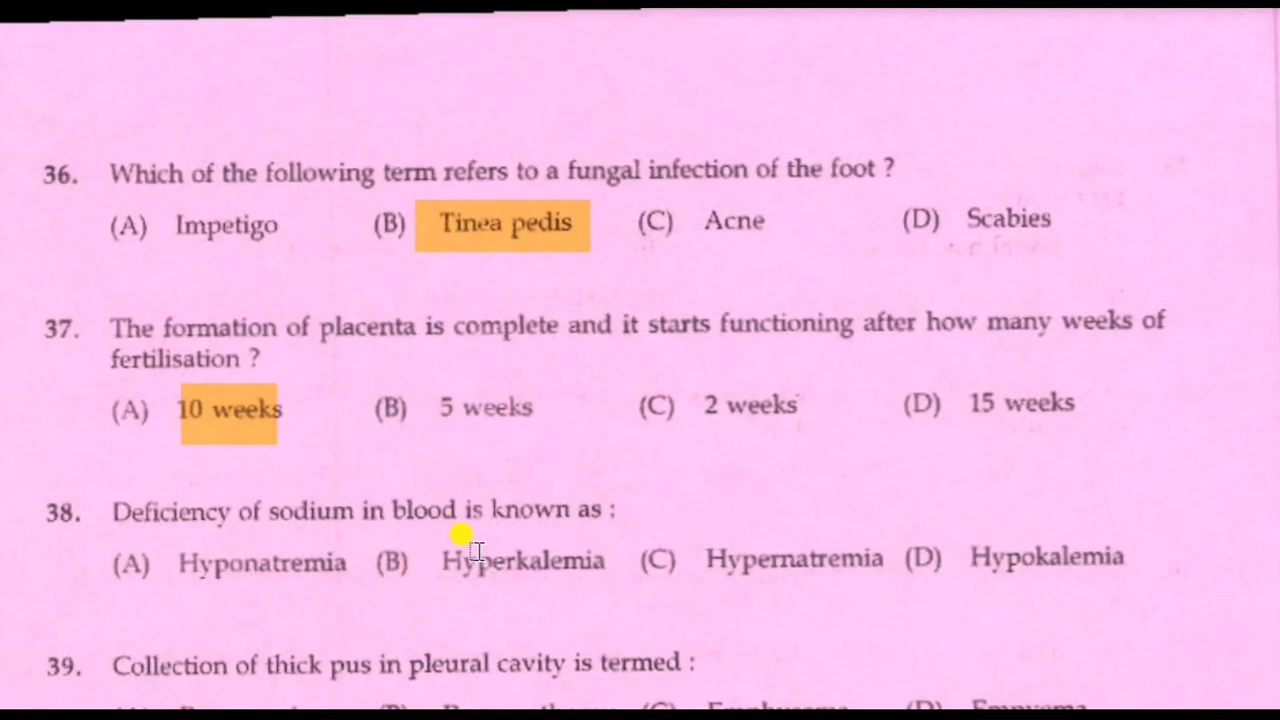 36. Which of the following term refers to a fungal infection of the foot ?
(A) Impetigo (B) Tinea pedis (C) Acne (D) Scabies
37. The formation of placenta is complete and it starts functioning after how many weeks of
fertilisation ?
(A) 10 weeks (B) 5 weeks (C) 2 weeks (D) 15 weeks
38. Deficiency of sodium in blood is known as :
(A) Hyponatremia (B) Hyperkalemia (C) Hypernatremia (D) Hypokalemia
39. Collection of thick pus in pleural cavity is termed :